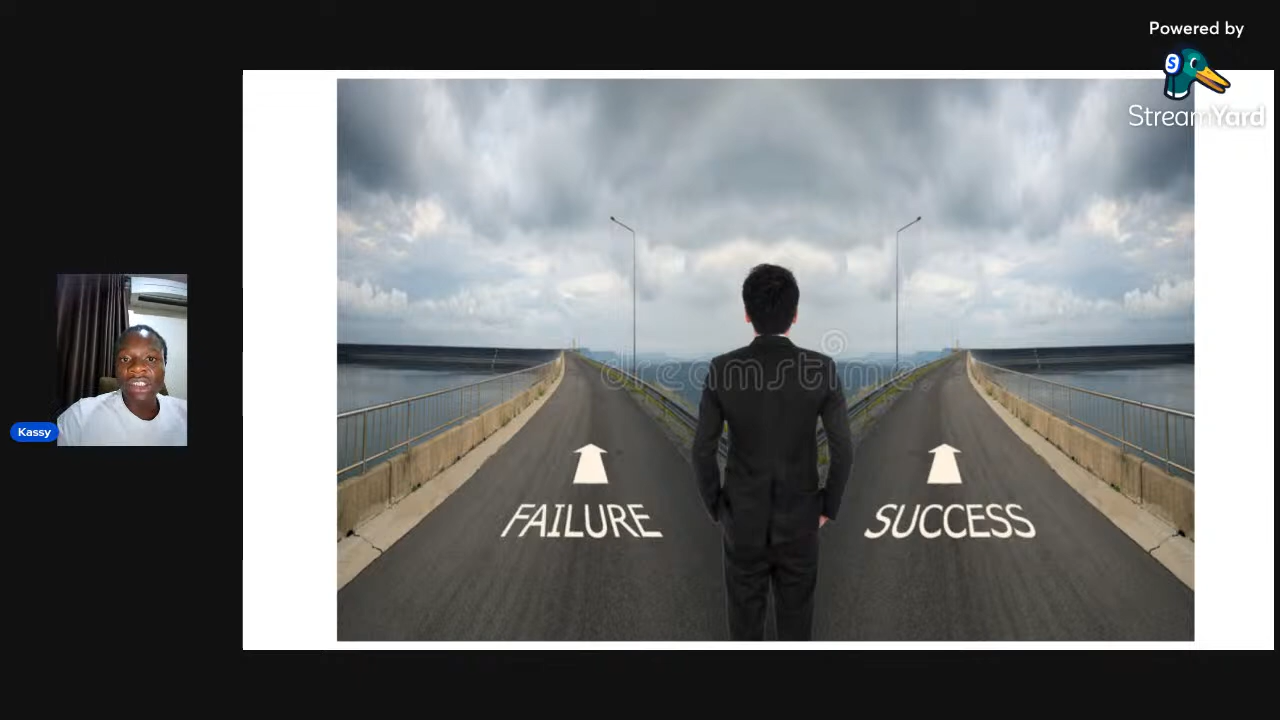 Powered by
S
StreamYard
dreamstime
FAILURE
SUCCESS
Kassy